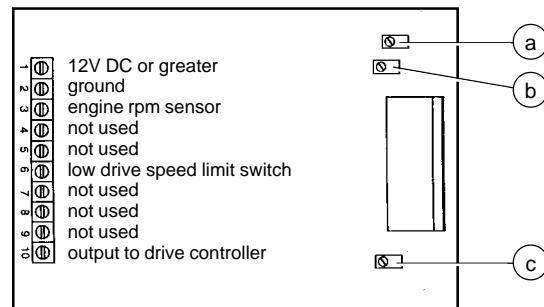 1 12V DC or greater
2 ground
3 engine rpm sensor
4 not used
5 not used
6 low drive speed limit switch
7 not used
8 not used
9 not used
10 output to drive controller
a
b
c